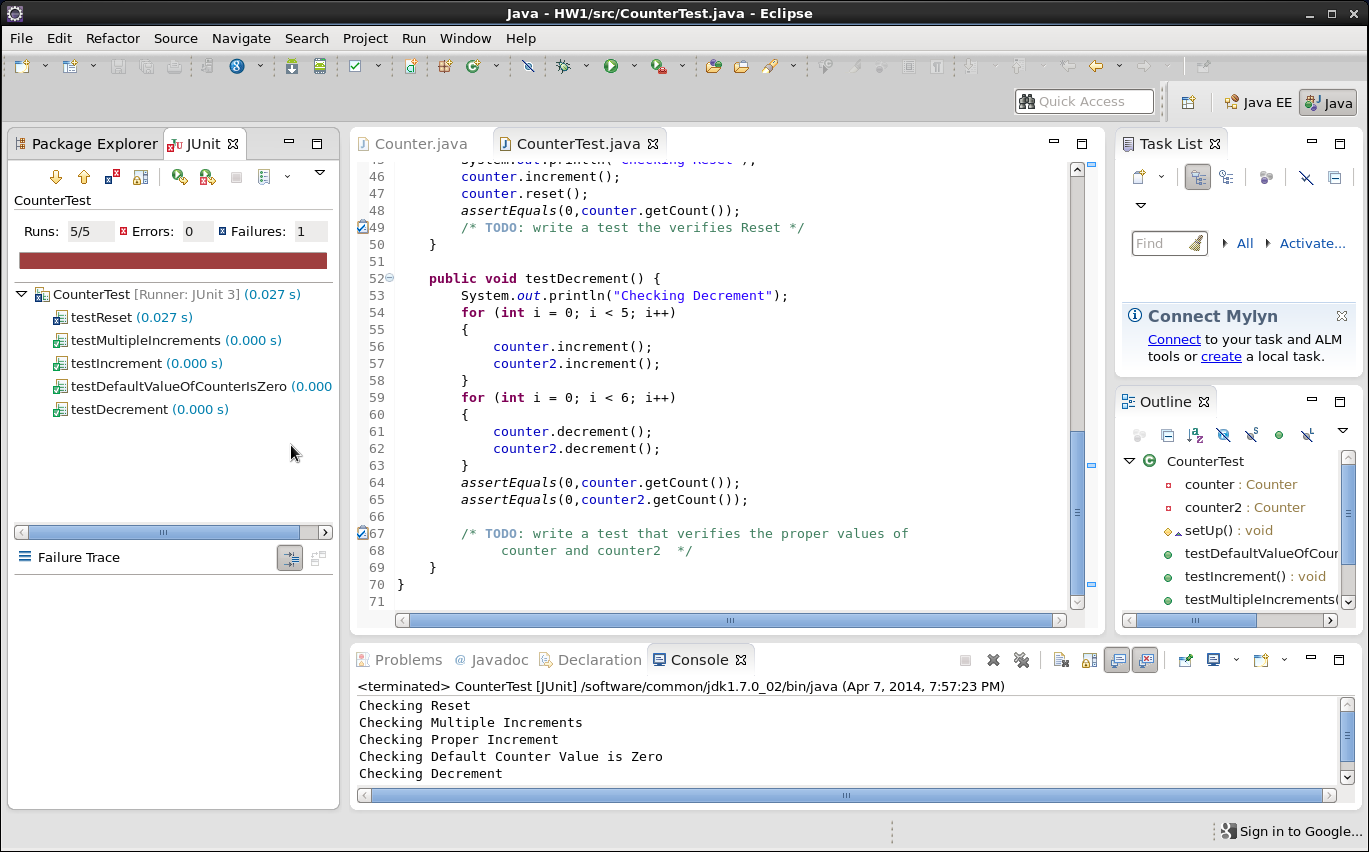 Java - HW1/src/CounterTest.java - Eclipse
File Edit Refactor Source Navigate Search Project Run Window Help
Quick Access
Java EE
Java
Package Explorer
JUnit
CounterTest
Runs: 5/5 Errors: 0 Failures: 1
CounterTest [Runner: JUnit 3] (0.027 s)
testReset (0.027 s)
testMultipleIncrements (0.000 s)
testIncrement (0.000 s)
testDefaultValueOfCounterIsZero (0.000
testDecrement (0.000 s)
Failure Trace
Counter.java
CounterTest.java
45 System.out.println("Checking Reset");
46 counter.increment();
47 counter.reset();
48 assertEquals(0,counter.getCount());
49 /* TODO: write a test the verifies Reset */
50 }
51
52 public void testDecrement() {
53 System.out.println("Checking Decrement");
54 for (int i = 0; i < 5; i++)
55 {
56 counter.increment();
57 counter2.increment();
58 }
59 for (int i = 0; i < 6; i++)
60 {
61 counter.decrement();
62 counter2.decrement();
63 }
64 assertEquals(0,counter.getCount());
65 assertEquals(0,counter2.getCount());
66
67 /* TODO: write a test that verifies the proper values of
68 counter and counter2 */
69 }
70 }
71
Task List
Find
All
Activate...
Connect Mylyn
Connect to your task and ALM
tools or create a local task.
Outline
CounterTest
counter : Counter
counter2 : Counter
setUp() : void
testDefaultValueOfCour
testIncrement() : void
testMultipleIncrements(
Problems @ Javadoc Declaration Console
<terminated> CounterTest [JUnit] /software/common/jdk1.7.0_02/bin/java (Apr 7, 2014, 7:57:23 PM)
Checking Reset
Checking Multiple Increments
Checking Proper Increment
Checking Default Counter Value is Zero
Checking Decrement
Sign in to Google...